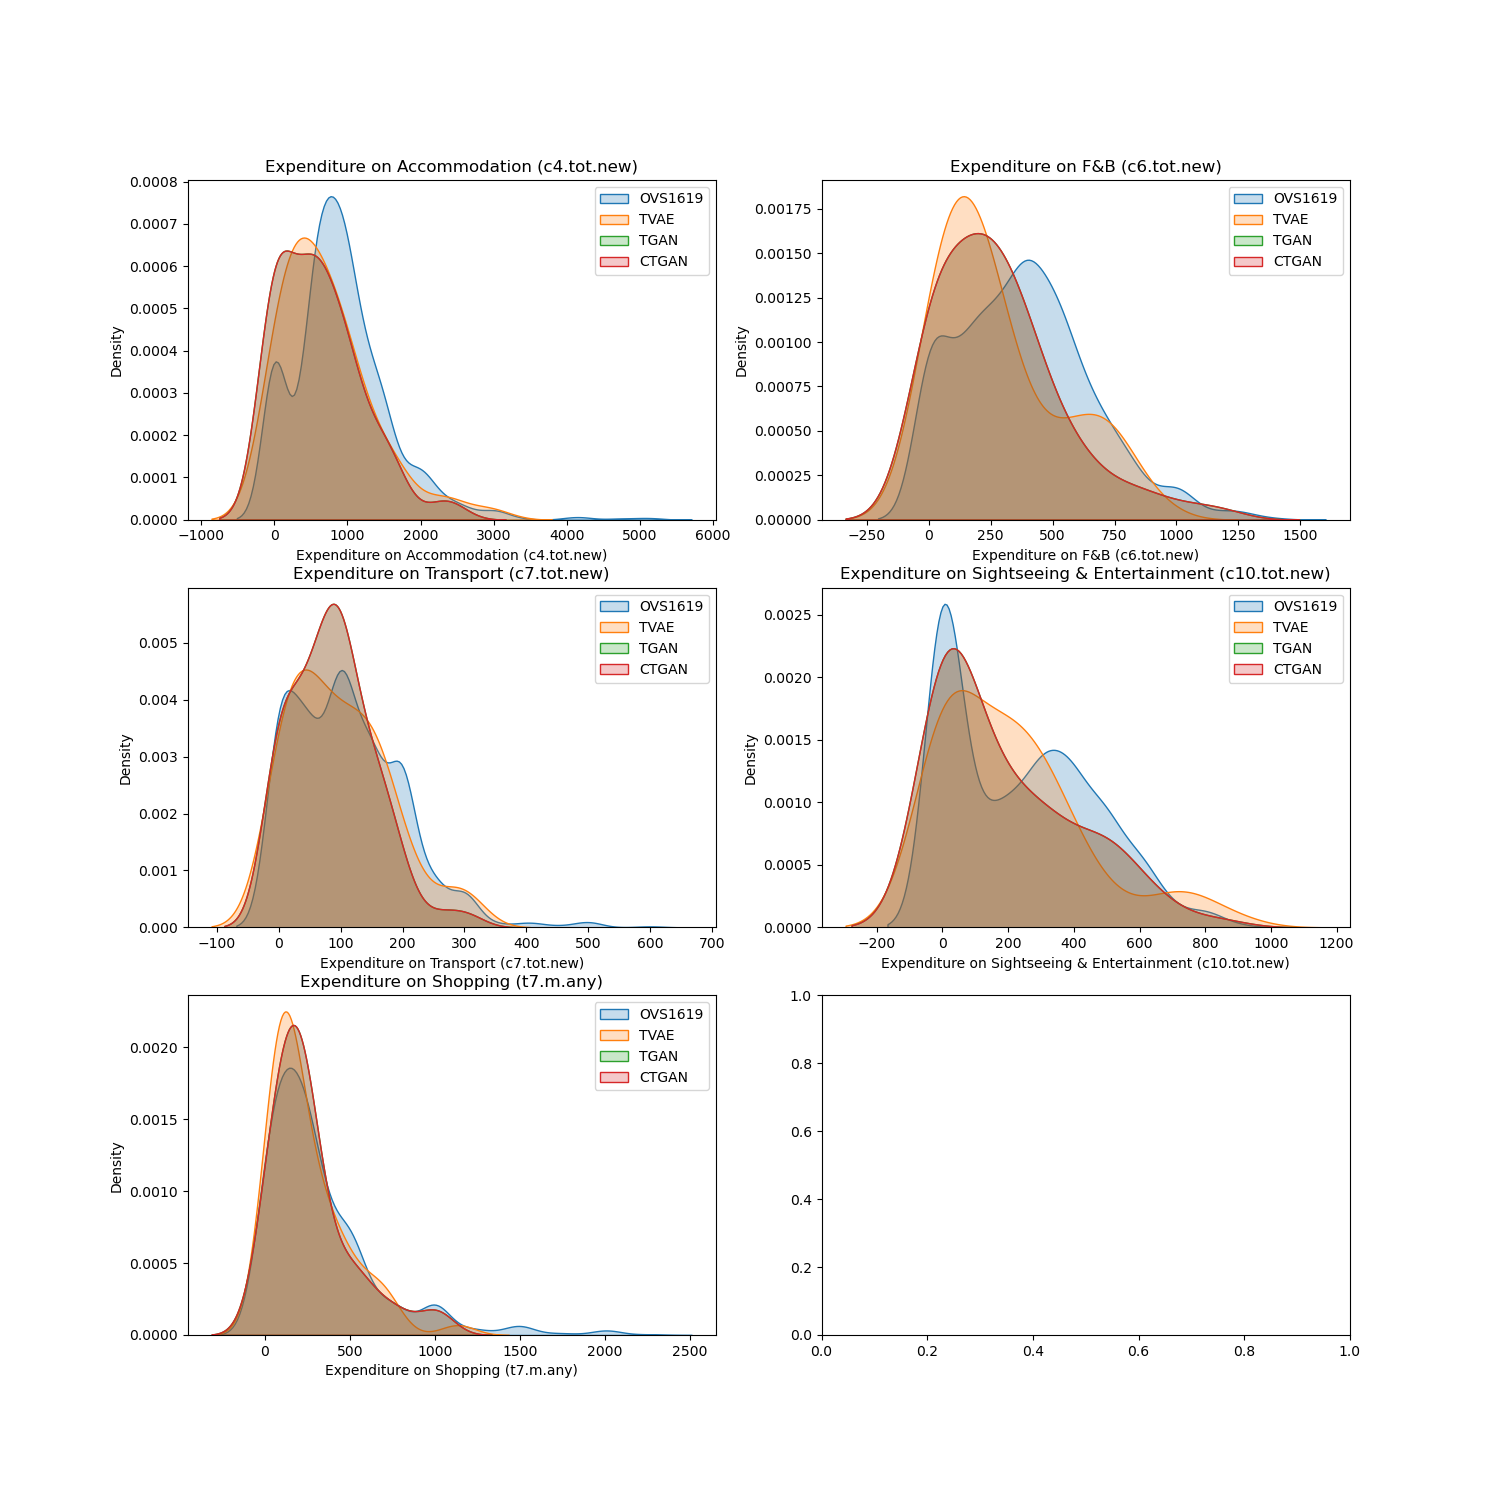 Expenditure on Accommodation (c4.tot.new)
0.0008
0.0007
0.0006
0.0005
0.0004
0.0003
0.0002
0.0001
0.0000
Density
OVS1619
TVAE
TGAN
CTGAN
−1000 0 1000 2000 3000 4000 5000 6000
Expenditure on Accommodation (c4.tot.new)
Expenditure on F&B (c6.tot.new)
0.00175
0.00150
0.00125
0.00100
0.00075
0.00050
0.00025
0.00000
Density
OVS1619
TVAE
TGAN
CTGAN
−250 0 250 500 750 1000 1250 1500
Expenditure on F&B (c6.tot.new)
Expenditure on Transport (c7.tot.new)
0.005
0.004
0.003
0.002
0.001
0.000
Density
OVS1619
TVAE
TGAN
CTGAN
−100 0 100 200 300 400 500 600 700
Expenditure on Transport (c7.tot.new)
Expenditure on Sightseeing & Entertainment (c10.tot.new)
0.0025
0.0020
0.0015
0.0010
0.0005
0.0000
Density
OVS1619
TVAE
TGAN
CTGAN
−200 0 200 400 600 800 1000 1200
Expenditure on Sightseeing & Entertainment (c10.tot.new)
Expenditure on Shopping (t7.m.any)
0.0020
0.0015
0.0010
0.0005
0.0000
Density
OVS1619
TVAE
TGAN
CTGAN
0 500 1000 1500 2000 2500
Expenditure on Shopping (t7.m.any)
1.0
0.8
0.6
0.4
0.2
0.0
0.0 0.2 0.4 0.6 0.8 1.0